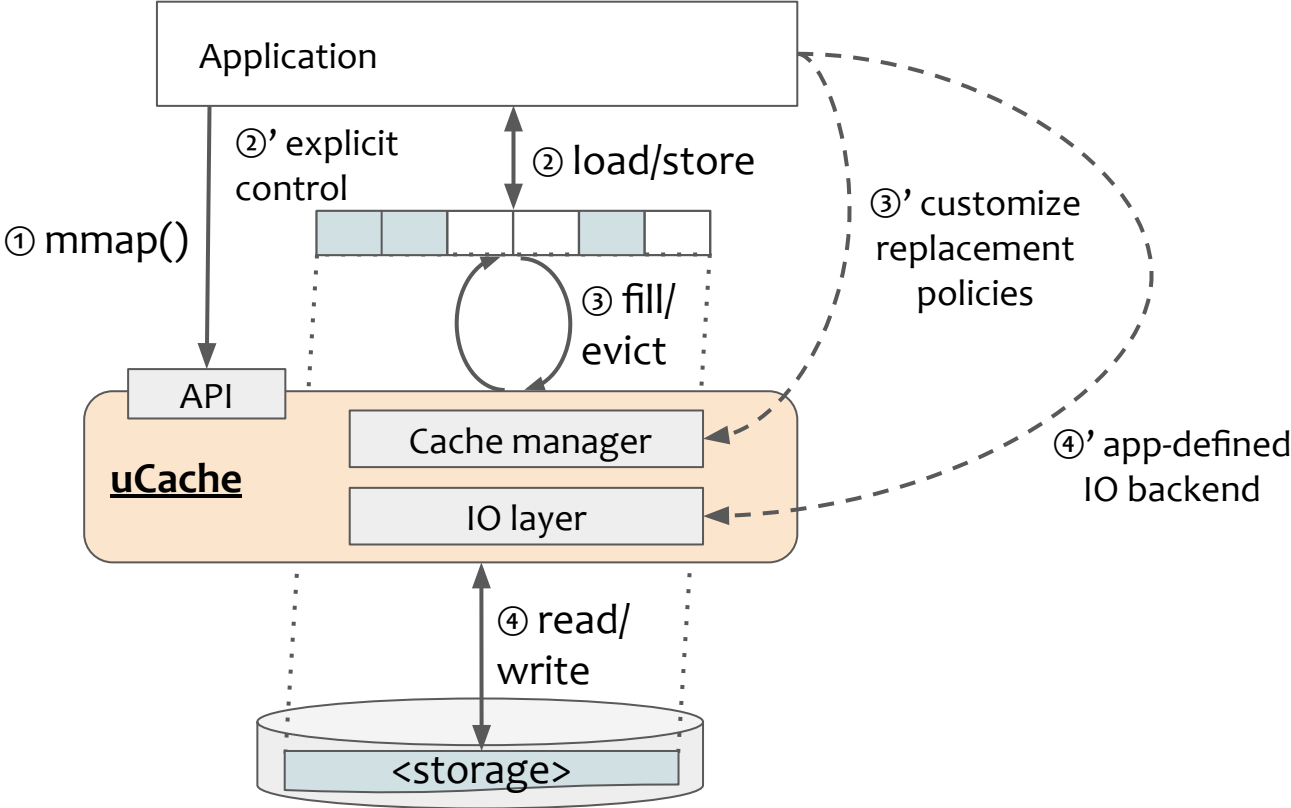 Application
②’ explicit
control
② load/store
① mmap()
③’ customize
replacement
policies
③ fill/
evict
API
Cache manager
uCache
④’ app-defined
IO backend
IO layer
④ read/
write
<storage>